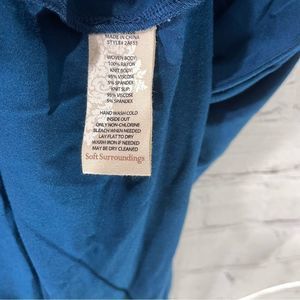 MADE IN CHINA
STYLE# 2AF53
WOVEN BODY:
100% RAYON
KNIT BODY:
95% VISCOSE
5% SPANDEX
KNIT SLIP:
95% VISCOSE
5% SPANDEX
HAND WASH COLD
INSIDE OUT
ONLY NON-CHLORINE
BLEACH WHEN NEEDED
LAY FLAT TO DRY
WARM IRON IF NEEDED
MAY BE DRY CLEANED
Soft Surroundings